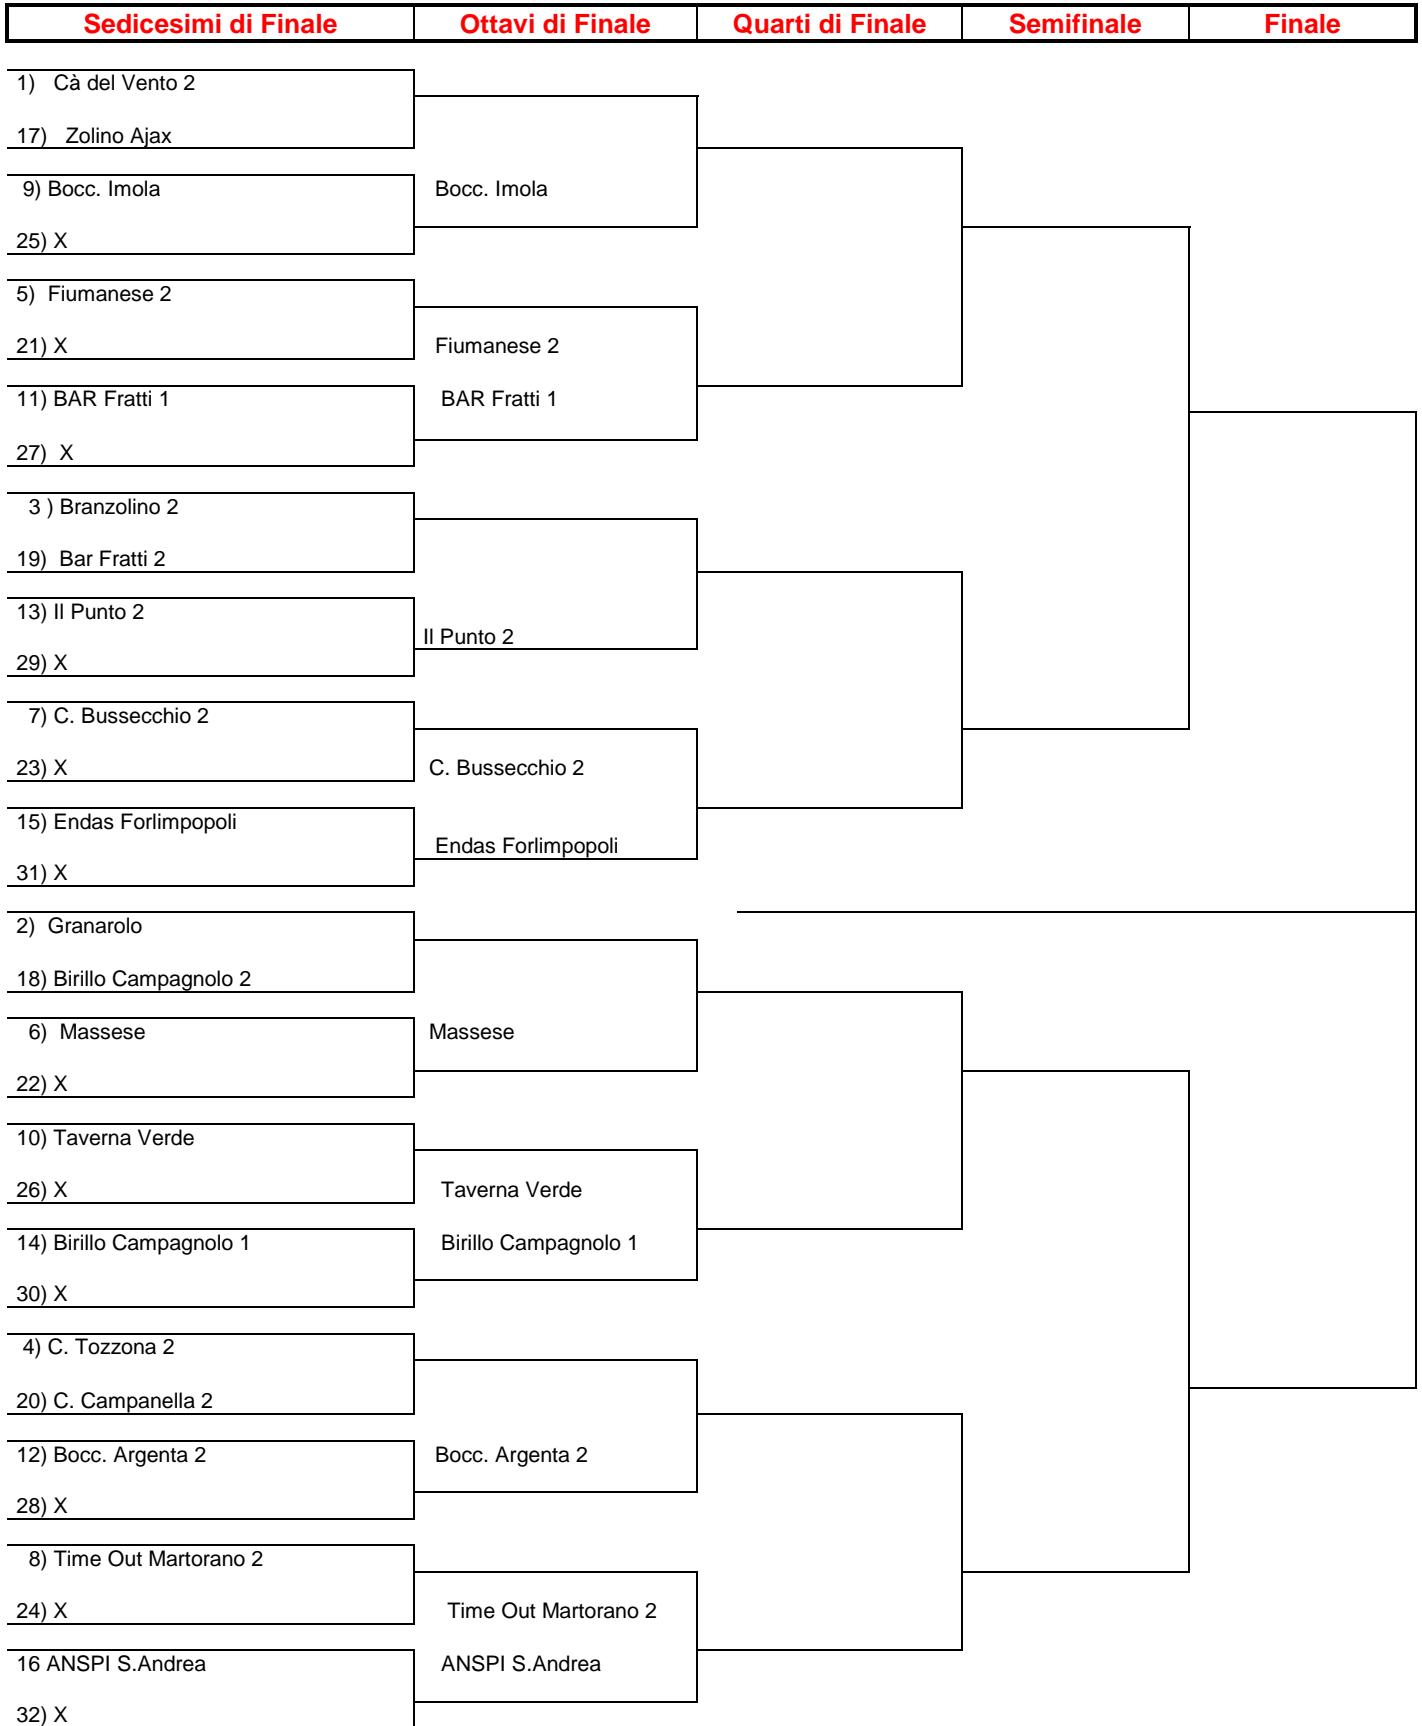 Sedicesimi di Finale Ottavi di Finale Quarti di Finale Semifinale Finale
1) Cà del Vento 2
17) Zolino Ajax
9) Bocc. Imola Bocc. Imola
25) X
5) Fiumanese 2
21) X Fiumanese 2
11) BAR Fratti 1 BAR Fratti 1
27) X
3 ) Branzolino 2
19) Bar Fratti 2
13) Il Punto 2
Il Punto 2
29) X
7) C. Bussecchio 2
23) X C. Bussecchio 2
15) Endas Forlimpopoli
Endas Forlimpopoli
31) X
2) Granarolo
18) Birillo Campagnolo 2
6) Massese Massese
22) X
10) Taverna Verde
26) X Taverna Verde
14) Birillo Campagnolo 1 Birillo Campagnolo 1
30) X
4) C. Tozzona 2
20) C. Campanella 2
12) Bocc. Argenta 2 Bocc. Argenta 2
28) X
8) Time Out Martorano 2
24) X Time Out Martorano 2
16 ANSPI S.Andrea ANSPI S.Andrea
32) X